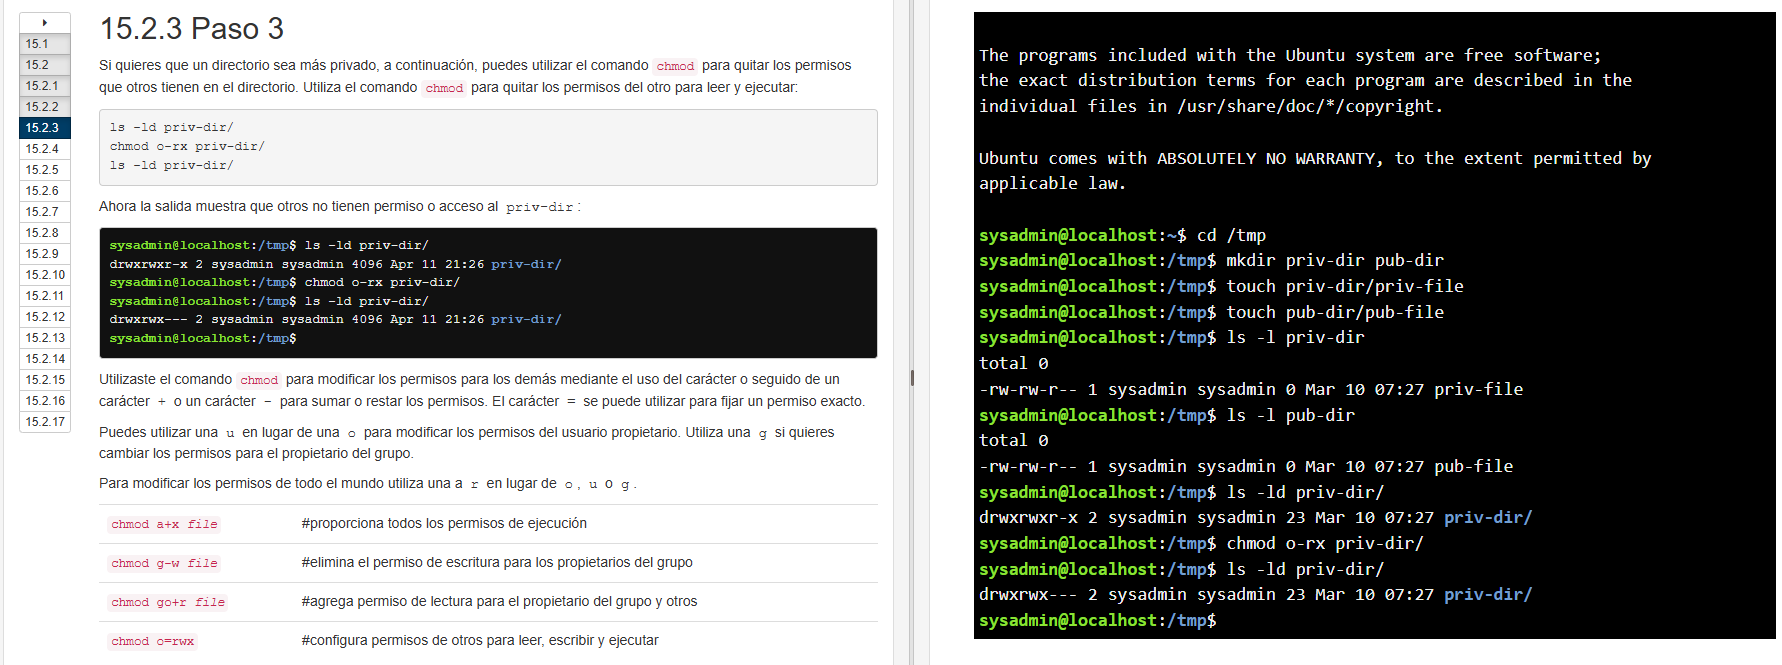 15.1
15.2
15.2.1
15.2.2
15.2.3
15.2.4
15.2.5
15.2.6
15.2.7
15.2.8
15.2.9
15.2.10
15.2.11
15.2.12
15.2.13
15.2.14
15.2.15
15.2.16
15.2.17
15.2.3 Paso 3
Si quieres que un directorio sea más privado, a continuación, puedes utilizar el comando chmod para quitar los permisos
que otros tienen en el directorio. Utiliza el comando chmod para quitar los permisos del otro para leer y ejecutar:
ls -ld priv-dir/
chmod o-rx priv-dir/
ls -ld priv-dir/
Ahora la salida muestra que otros no tienen permiso o acceso al priv-dir:
sysadmin@localhost:/tmp$ ls -ld priv-dir/
drwxrwxr-x 2 sysadmin sysadmin 4096 Apr 11 21:26 priv-dir/
sysadmin@localhost:/tmp$ chmod o-rx priv-dir/
sysadmin@localhost:/tmp$ ls -ld priv-dir/
drwxrwx--- 2 sysadmin sysadmin 4096 Apr 11 21:26 priv-dir/
sysadmin@localhost:/tmp$
Utilizaste el comando chmod para modificar los permisos para los demás mediante el uso del carácter o seguido de un
carácter + o un carácter - para sumar o restar los permisos. El carácter = se puede utilizar para fijar un permiso exacto.
Puedes utilizar una u en lugar de una o para modificar los permisos del usuario propietario. Utiliza una g si quieres
cambiar los permisos para el propietario del grupo.
Para modificar los permisos de todo el mundo utiliza una a r en lugar de o, u o g.
chmod a+x file #proporciona todos los permisos de ejecución
chmod g-w file #elimina el permiso de escritura para los propietarios del grupo
chmod go+r file #agrega permiso de lectura para el propietario del grupo y otros
chmod o=rwx #configura permisos de otros para leer, escribir y ejecutar
The programs included with the Ubuntu system are free software;
the exact distribution terms for each program are described in the
individual files in /usr/share/doc/*/copyright.
Ubuntu comes with ABSOLUTELY NO WARRANTY, to the extent permitted by
applicable law.
sysadmin@localhost:~$ cd /tmp
sysadmin@localhost:/tmp$ mkdir priv-dir pub-dir
sysadmin@localhost:/tmp$ touch priv-dir/priv-file
sysadmin@localhost:/tmp$ touch pub-dir/pub-file
sysadmin@localhost:/tmp$ ls -l priv-dir
total 0
-rw-rw-r-- 1 sysadmin sysadmin 0 Mar 10 07:27 priv-file
sysadmin@localhost:/tmp$ ls -l pub-dir
total 0
-rw-rw-r-- 1 sysadmin sysadmin 0 Mar 10 07:27 pub-file
sysadmin@localhost:/tmp$ ls -ld priv-dir/
drwxrwxr-x 2 sysadmin sysadmin 23 Mar 10 07:27 priv-dir/
sysadmin@localhost:/tmp$ chmod o-rx priv-dir/
sysadmin@localhost:/tmp$ ls -ld priv-dir/
drwxrwx--- 2 sysadmin sysadmin 23 Mar 10 07:27 priv-dir/
sysadmin@localhost:/tmp$